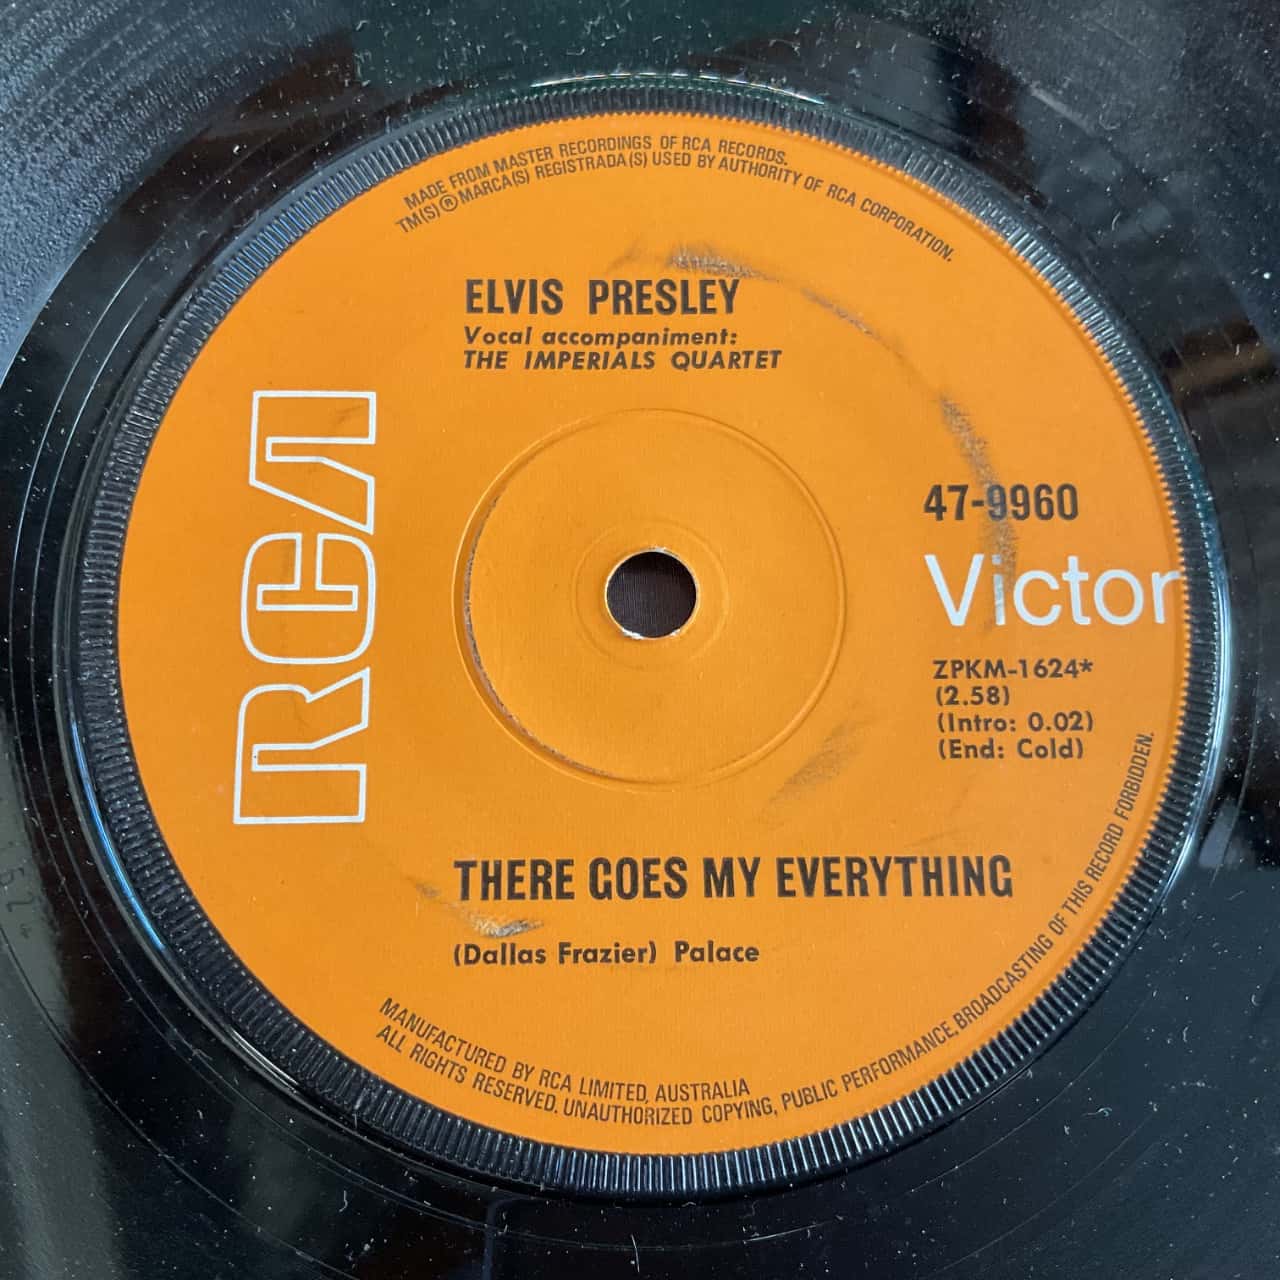 MADE FROM MASTER RECORDINGS OF RCA RECORDS.
TM(S) ® MARCA(S) REGISTRADA(S) USED BY AUTHORITY OF RCA CORPORATION.
ELVIS PRESLEY
Vocal accompaniment:
THE IMPERIALS QUARTET
RCA
47-9960
Victor
ZPKM-1624*
(2.58)
(Intro: 0.02)
(End: Cold)
THERE GOES MY EVERYTHING
(Dallas Frazier) Palace
MANUFACTURED BY RCA LIMITED, AUSTRALIA
ALL RIGHTS RESERVED. UNAUTHORIZED COPYING, PUBLIC PERFORMANCE, BROADCASTING OF THIS RECORD FORBIDDEN.